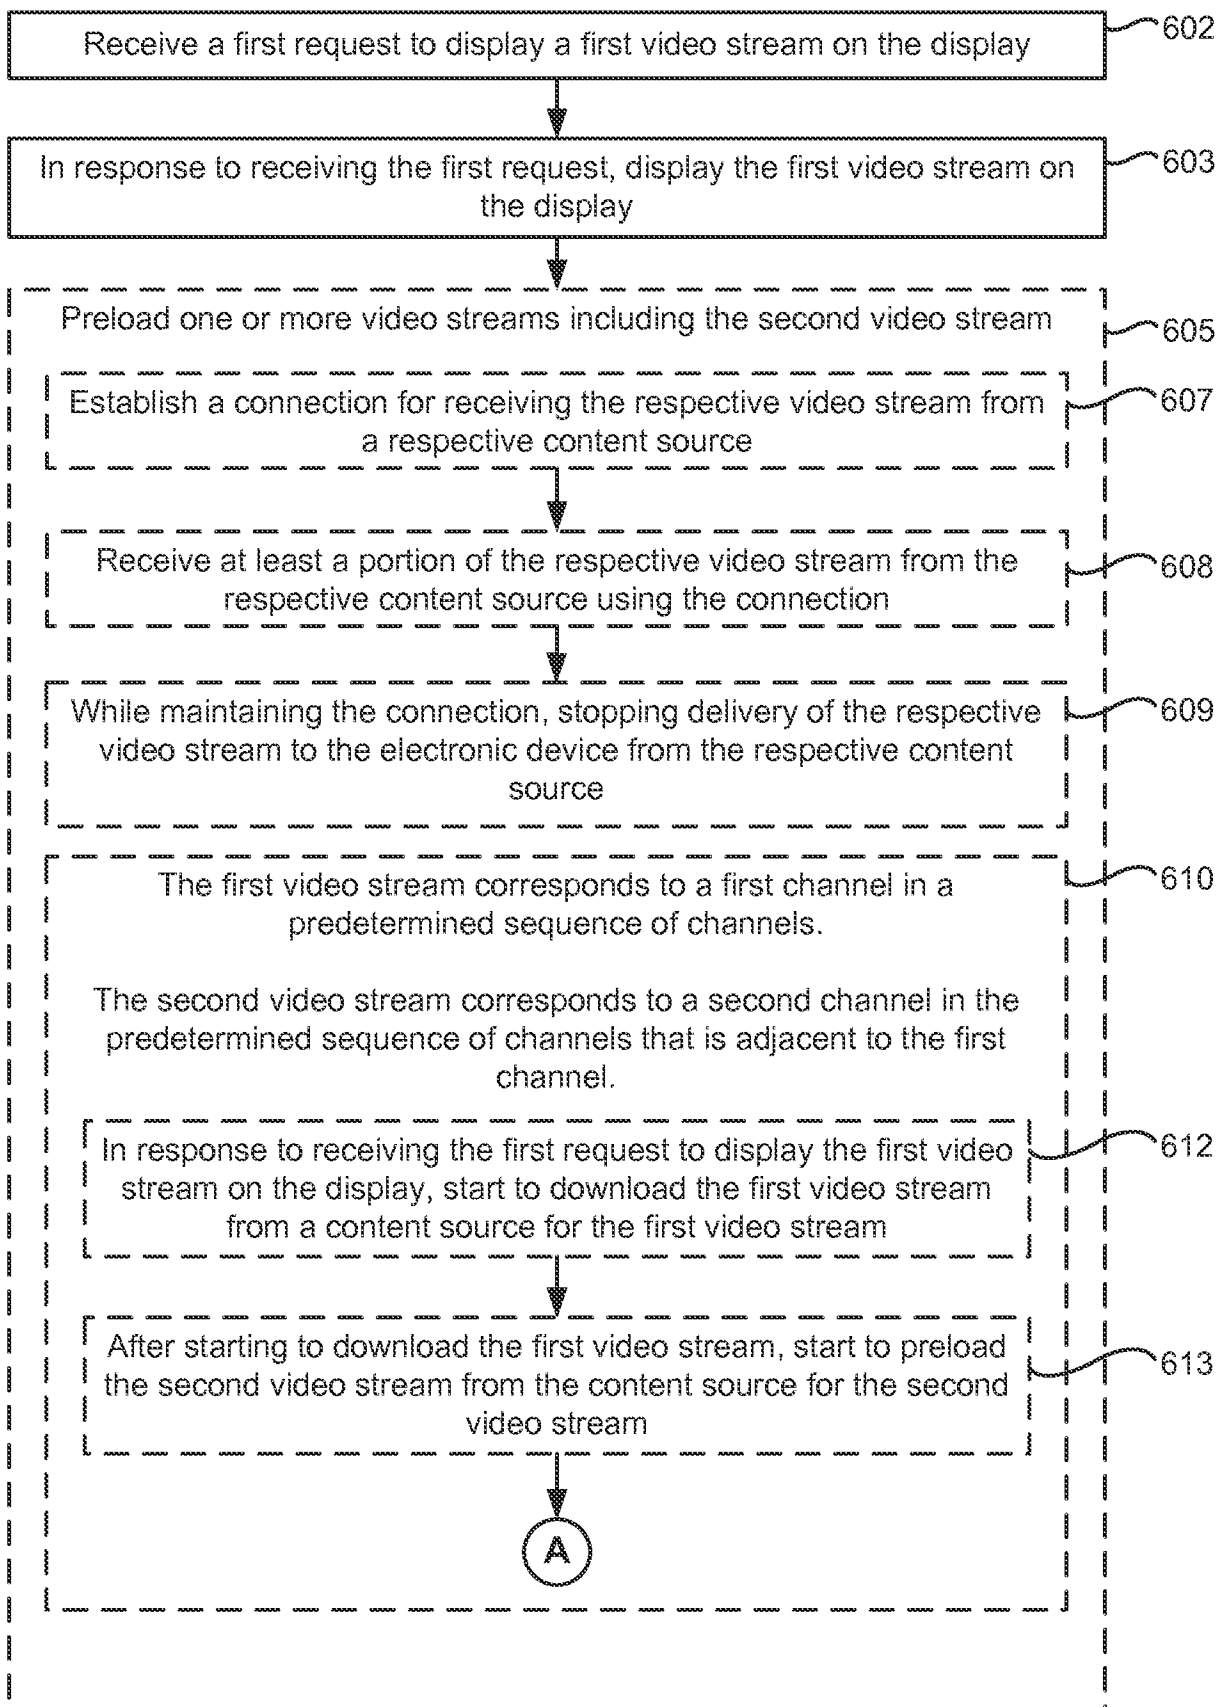 Receive a first request to display a first video stream on the display
602
In response to receiving the first request, display the first video stream on
the display
603
Preload one or more video streams including the second video stream
605
Establish a connection for receiving the respective video stream from
a respective content source
607
Receive at least a portion of the respective video stream from the
respective content source using the connection
608
While maintaining the connection, stopping delivery of the respective
video stream to the electronic device from the respective content
source
609
The first video stream corresponds to a first channel in a
predetermined sequence of channels.
610
The second video stream corresponds to a second channel in the
predetermined sequence of channels that is adjacent to the first
channel.
In response to receiving the first request to display the first video
stream on the display, start to download the first video stream
from a content source for the first video stream
612
After starting to download the first video stream, start to preload
the second video stream from the content source for the second
video stream
613
A